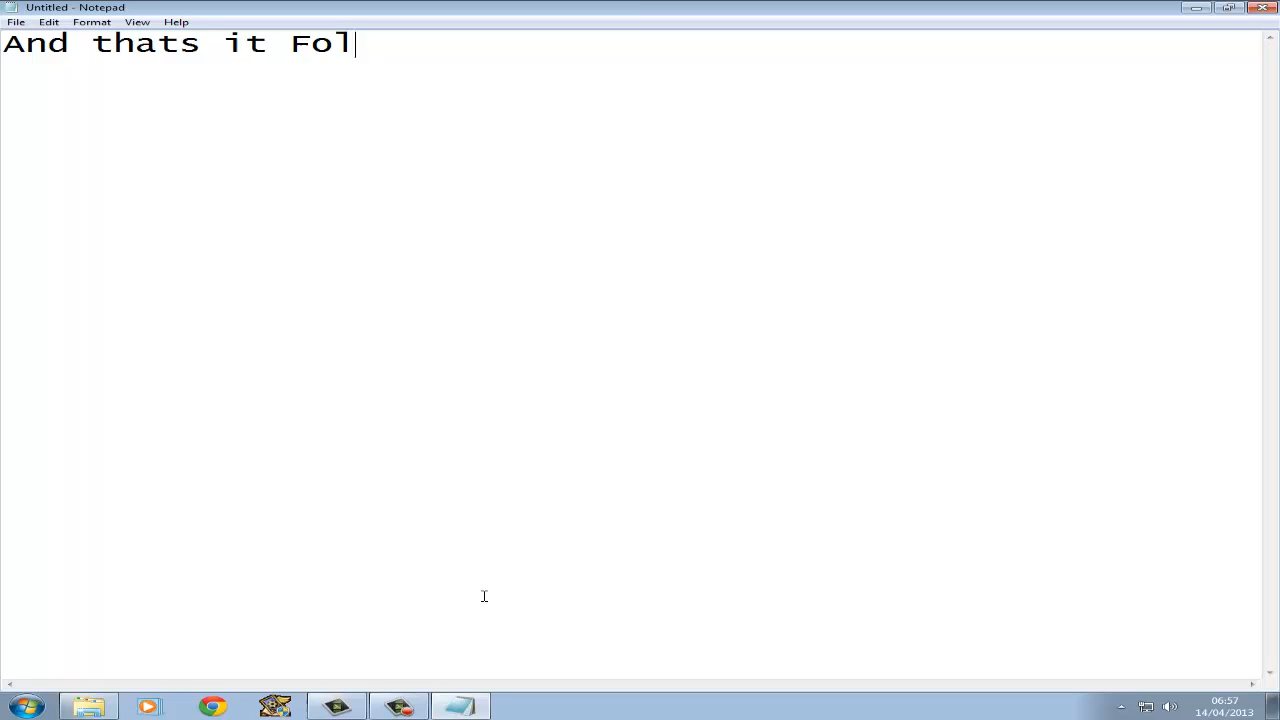 Untitled - Notepad
File Edit Format View Help
And thats it Fol
06:57
14/04/2013